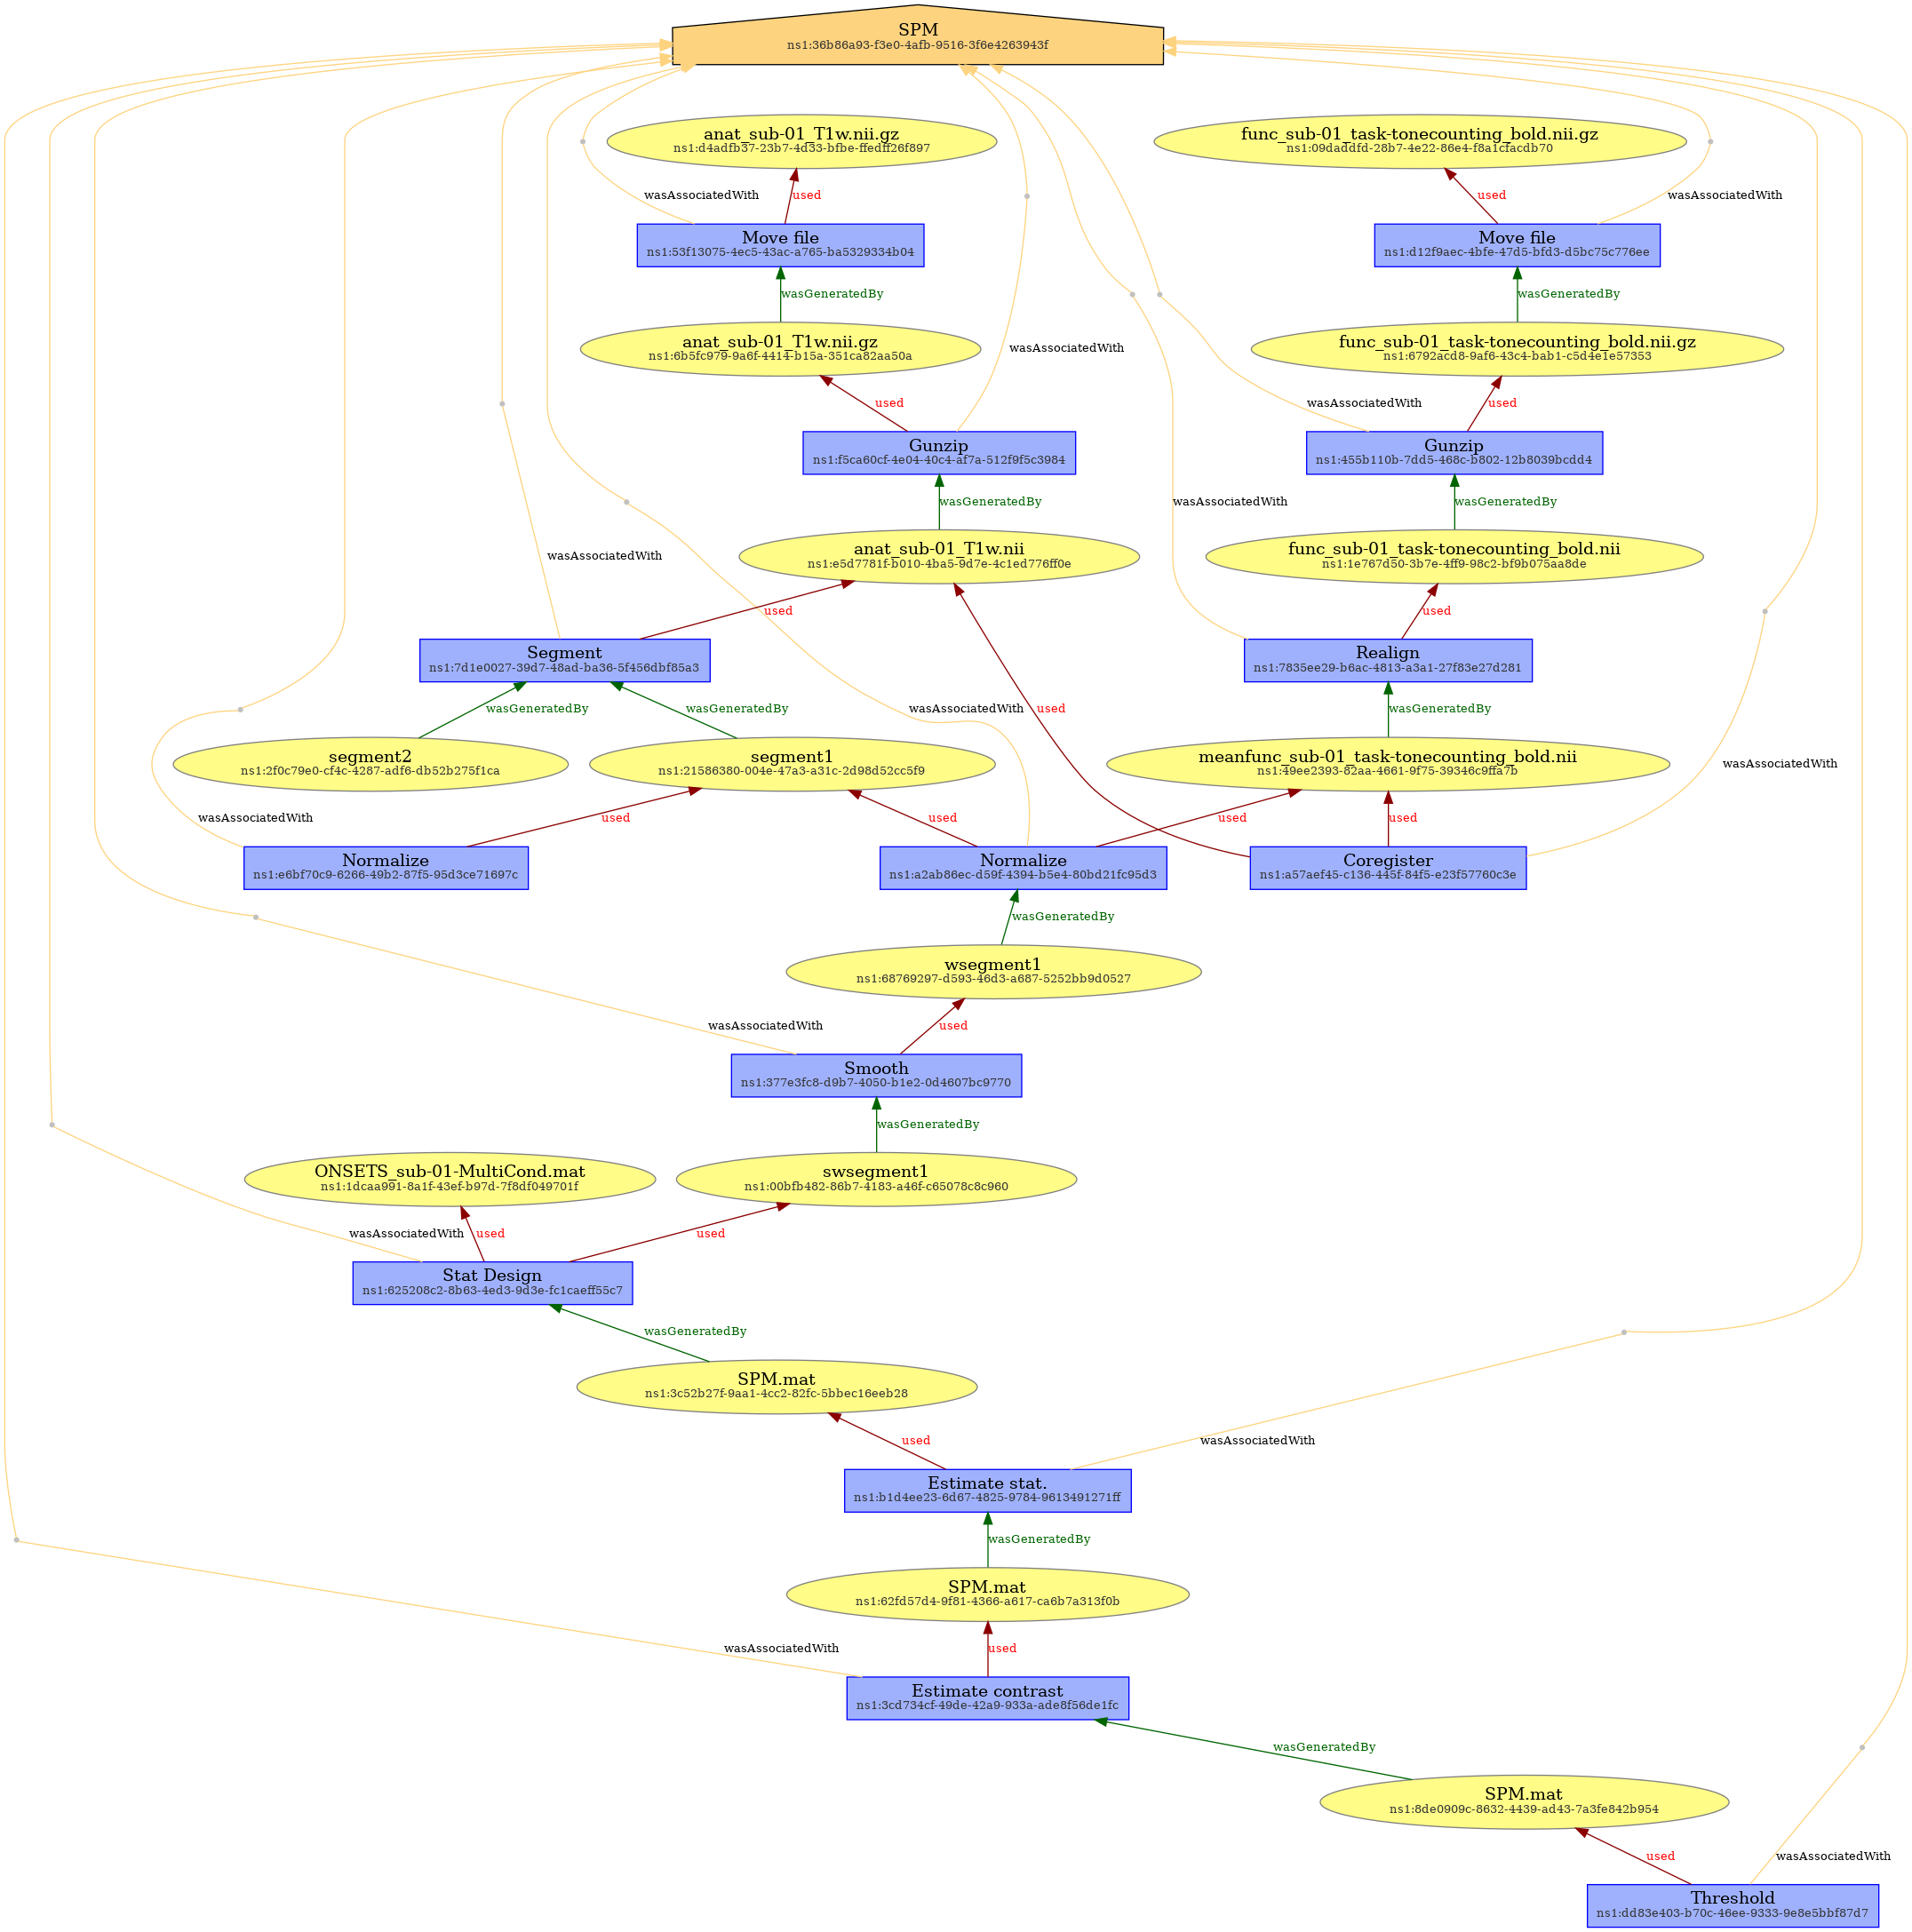 SPM
ns1:36b86a93-f3e0-4afb-9516-3f6e4263943f
anat_sub-01_T1w.nii.gz
ns1:d4adfb37-23b7-4d33-bfbe-ffedff26f897
func_sub-01_task-tonecounting_bold.nii.gz
ns1:09daddfd-28b7-4e22-86e4-f8a1cfacdb70
wasAssociatedWith
used
used
wasAssociatedWith
Move file
ns1:53f13075-4ec5-43ac-a765-ba5329334b04
Move file
ns1:d12f9aec-4bfe-47d5-bfd3-d5bc75c776ee
wasGeneratedBy
wasGeneratedBy
anat_sub-01_T1w.nii.gz
ns1:6b5fc979-9a6f-4414-b15a-351ca82aa50a
func_sub-01_task-tonecounting_bold.nii.gz
ns1:6792acd8-9af6-43c4-bab1-c5d4e1e57353
wasAssociatedWith
used
wasAssociatedWith
used
Gunzip
ns1:f5ca60cf-4e04-40c4-af7a-512f9f5c3984
Gunzip
ns1:455b110b-7dd5-468c-b802-12b8039bcdd4
wasGeneratedBy
wasAssociatedWith
wasGeneratedBy
anat_sub-01_T1w.nii
ns1:e5d7781f-b010-4ba5-9d7e-4c1ed776ff0e
func_sub-01_task-tonecounting_bold.nii
ns1:1e767d50-3b7e-4ff9-98c2-bf9b075aa8de
wasAssociatedWith
used
used
Segment
ns1:7d1e0027-39d7-48ad-ba36-5f456dbf85a3
Realign
ns1:7835ee29-b6ac-4813-a3a1-27f83e27d281
wasGeneratedBy
wasGeneratedBy
wasAssociatedWith
used
wasGeneratedBy
segment2
ns1:2f0c79e0-cf4c-4287-adf6-db52b275f1ca
segment1
ns1:21586380-004e-47a3-a31c-2d98d52cc5f9
meanfunc_sub-01_task-tonecounting_bold.nii
ns1:49ee2393-82aa-4661-9f75-39346c9ffa7b
wasAssociatedWith
wasAssociatedWith
used
used
used
used
Normalize
ns1:e6bf70c9-6266-49b2-87f5-95d3ce71697c
Normalize
ns1:a2ab86ec-d59f-4394-b5e4-80bd21fc95d3
Coregister
ns1:a57aef45-c136-445f-84f5-e23f57760c3e
wasGeneratedBy
wsegment1
ns1:68769297-d593-46d3-a687-5252bb9d0527
wasAssociatedWith
used
Smooth
ns1:377e3fc8-d9b7-4050-b1e2-0d4607bc9770
wasGeneratedBy
ONSETS_sub-01-MultiCond.mat
ns1:1dcaa991-8a1f-43ef-b97d-7f8df049701f
swsegment1
ns1:00bfb482-86b7-4183-a46f-c65078c8c960
wasAssociatedWith
used
used
Stat Design
ns1:625208c2-8b63-4ed3-9d3e-fc1caeff55c7
wasGeneratedBy
SPM.mat
ns1:3c52b27f-9aa1-4cc2-82fc-5bbec16eeb28
used
wasAssociatedWith
Estimate stat.
ns1:b1d4ee23-6d67-4825-9784-9613491271ff
wasGeneratedBy
SPM.mat
ns1:62fd57d4-9f81-4366-a617-ca6b7a313f0b
wasAssociatedWith
used
Estimate contrast
ns1:3cd734cf-49de-42a9-933a-ade8f56de1fc
wasGeneratedBy
SPM.mat
ns1:8de0909c-8632-4439-ad43-7a3fe842b954
used
wasAssociatedWith
Threshold
ns1:dd83e403-b70c-46ee-9333-9e8e5bbf87d7